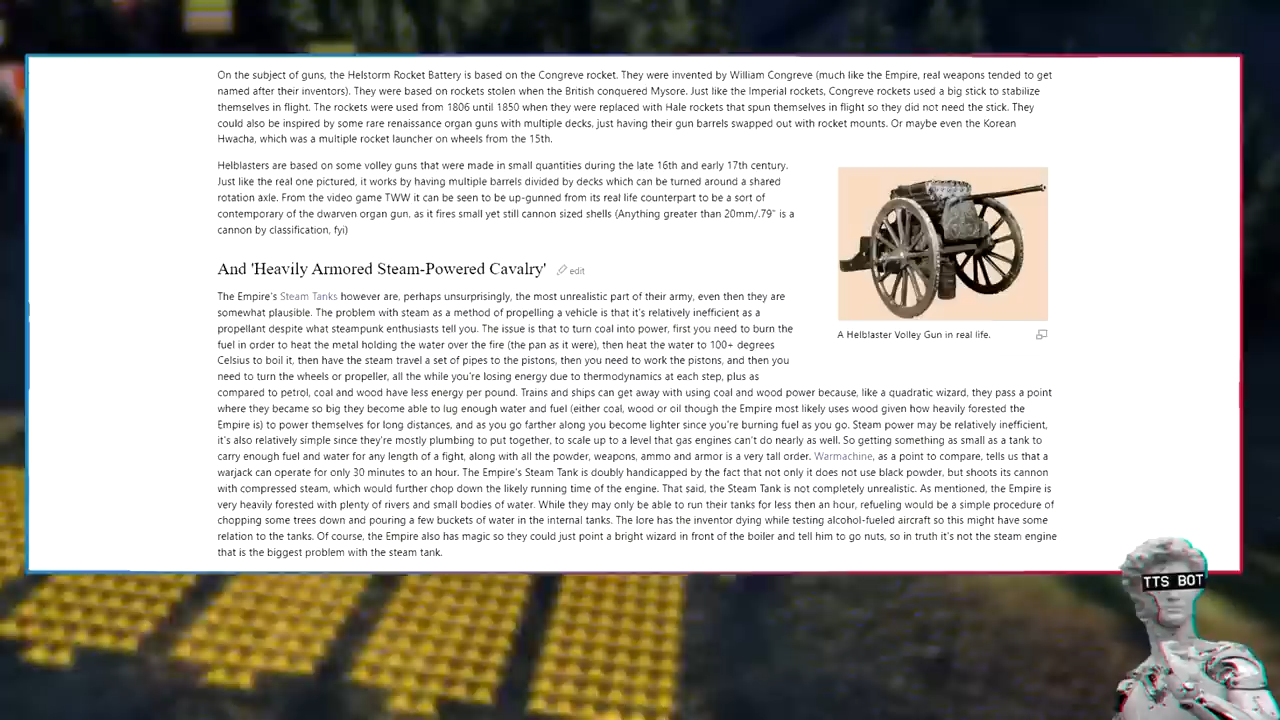 On the subject of guns, the Helstorm Rocket Battery is based on the Congreve rocket. They were invented by William Congreve (much like the Empire, real weapons tended to get
named after their inventors). They were based on rockets stolen when the British conquered Mysore. Just like the Imperial rockets, Congreve rockets used a big stick to stabilize
themselves in flight. The rockets were used from 1806 until 1850 when they were replaced with Hale rockets that spun themselves in flight so they did not need the stick. They
could also be inspired by some rare renaissance organ guns with multiple decks, just having their gun barrels swapped out with rocket mounts. Or maybe even the Korean
Hwacha, which was a multiple rocket launcher on wheels from the 15th.
Helblasters are based on some volley guns that were made in small quantities during the late 16th and early 17th century.
Just like the real one pictured, it works by having multiple barrels divided by decks which can be turned around a shared
rotation axle. From the video game TWW it can be seen to be up-gunned from its real life counterpart to be a sort of
contemporary of the dwarven organ gun, as it fires small yet still cannon sized shells (Anything greater than 20mm/.79" is a
cannon by classification, fyi)
A Helblaster Volley Gun in real life.
And 'Heavily Armored Steam-Powered Cavalry' edit
The Empire's Steam Tanks however are, perhaps unsurprisingly, the most unrealistic part of their army, even then they are
somewhat plausible. The problem with steam as a method of propelling a vehicle is that it's relatively inefficient as a
propellant despite what steampunk enthusiasts tell you. The issue is that to turn coal into power, first you need to burn the
fuel in order to heat the metal holding the water over the fire (the pan as it were), then heat the water to 100+ degrees
Celsius to boil it, then have the steam travel a set of pipes to the pistons, then you need to work the pistons, and then you
need to turn the wheels or propeller, all the while you're losing energy due to thermodynamics at each step, plus as
compared to petrol, coal and wood have less energy per pound. Trains and ships can get away with using coal and wood power because, like a quadratic wizard, they pass a point
where they became so big they become able to lug enough water and fuel (either coal, wood or oil though the Empire most likely uses wood given how heavily forested the
Empire is) to power themselves for long distances, and as you go farther along you become lighter since you're burning fuel as you go. Steam power may be relatively inefficient,
it's also relatively simple since they're mostly plumbing to put together, to scale up to a level that gas engines can't do nearly as well. So getting something as small as a tank to
carry enough fuel and water for any length of a fight, along with all the powder, weapons, ammo and armor is a very tall order. Warmachine, as a point to compare, tells us that a
warjack can operate for only 30 minutes to an hour. The Empire's Steam Tank is doubly handicapped by the fact that not only it does not use black powder, but shoots its cannon
with compressed steam, which would further chop down the likely running time of the engine. That said, the Steam Tank is not completely unrealistic. As mentioned, the Empire is
very heavily forested with plenty of rivers and small bodies of water. While they may only be able to run their tanks for less then an hour, refueling would be a simple procedure of
chopping some trees down and pouring a few buckets of water in the internal tanks. The lore has the inventor dying while testing alcohol-fueled aircraft so this might have some
relation to the tanks. Of course, the Empire also has magic so they could just point a bright wizard in front of the boiler and tell him to go nuts, so in truth it's not the steam engine
that is the biggest problem with the steam tank.
TTS BOT